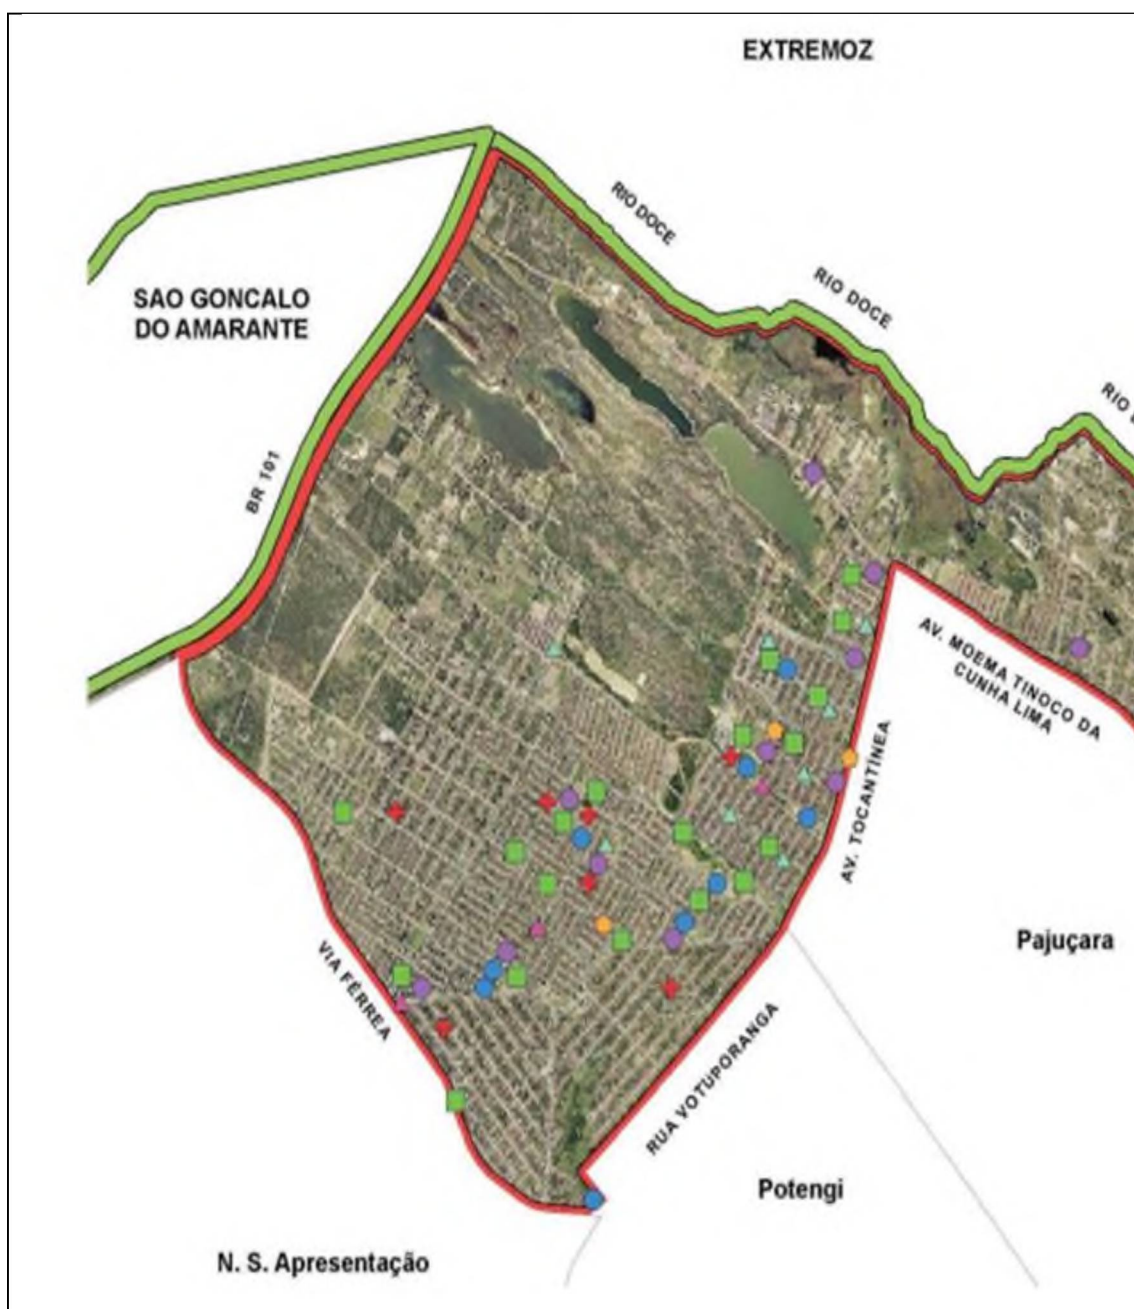 EXTREMOZ
RIO DOCE
RIO DOCE
SAO GONCALO
DO AMARANTE
RIO
BR 101
AV. MOEMA TINOCO DA
CUNHA LIMA
AV. TOCANTÍNEA
Pajuçara
VIA FÉRREA
RUA VOTUPORANGA
Potengi
N. S. Apresentação